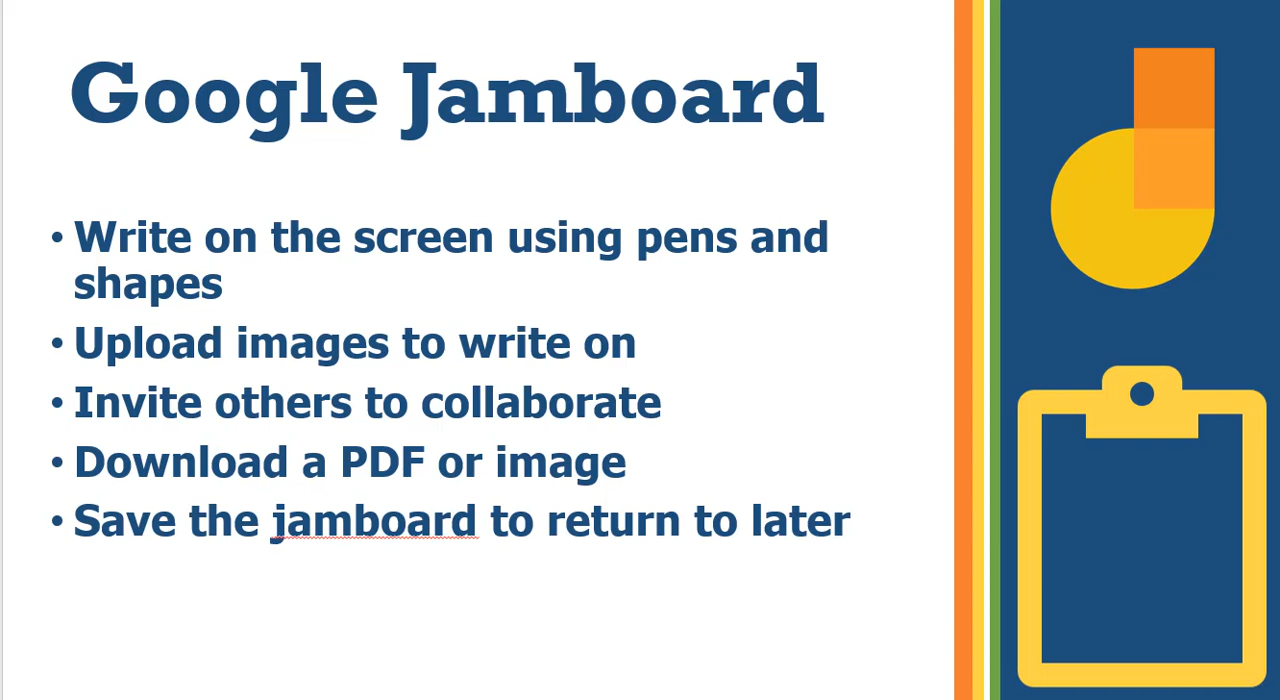 Google Jamboard
• Write on the screen using pens and
shapes
• Upload images to write on
• Invite others to collaborate
• Download a PDF or image
• Save the jamboard to return to later